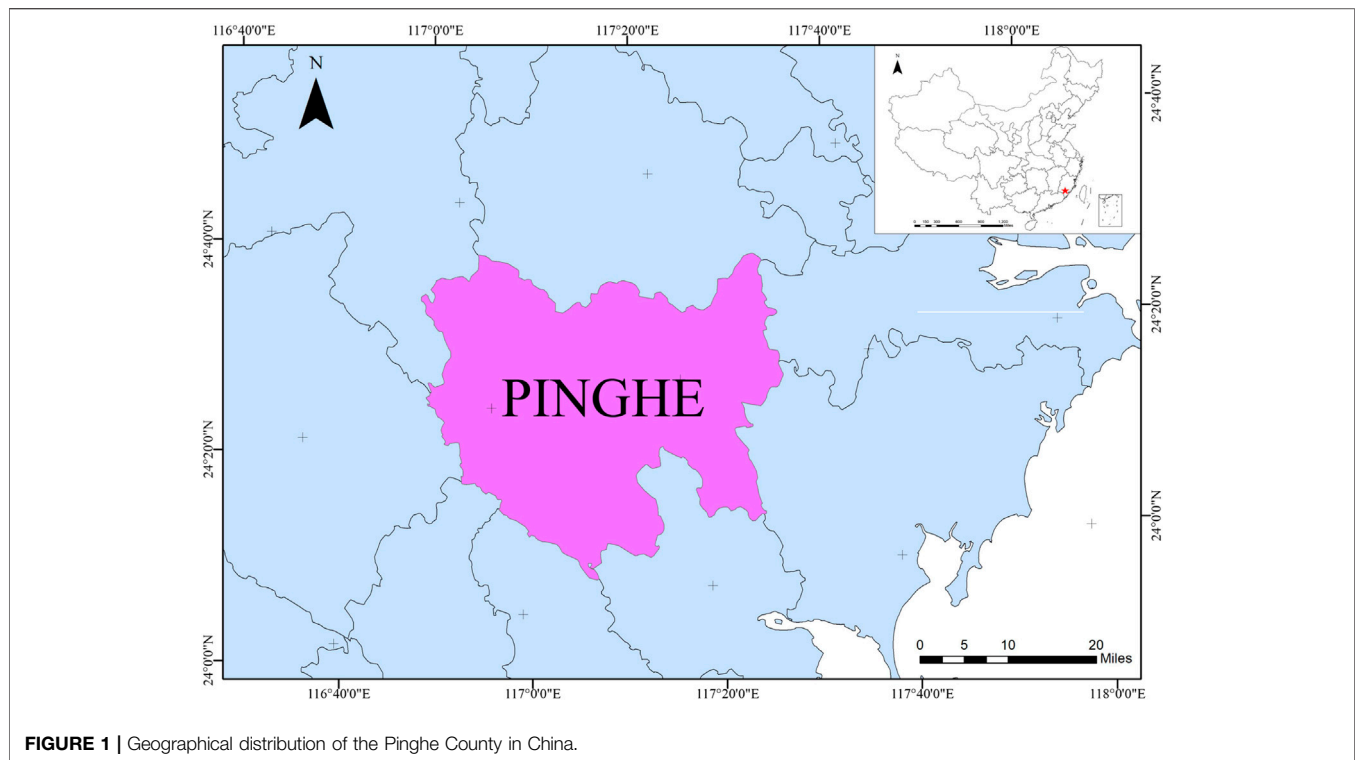 116°40'0"E 117°0'0"E 117°20'0"E 117°40'0"E 118°0'0"E
N
N
24°40'0"N
24°40'0"N
24°20'0"N
PINGHE
24°20'0"N
24°0'0"N
24°0'0"N
0 5 10 20
Miles
116°40'0"E 117°0'0"E 117°20'0"E 117°40'0"E 118°0'0"E
FIGURE 1 | Geographical distribution of the Pinghe County in China.